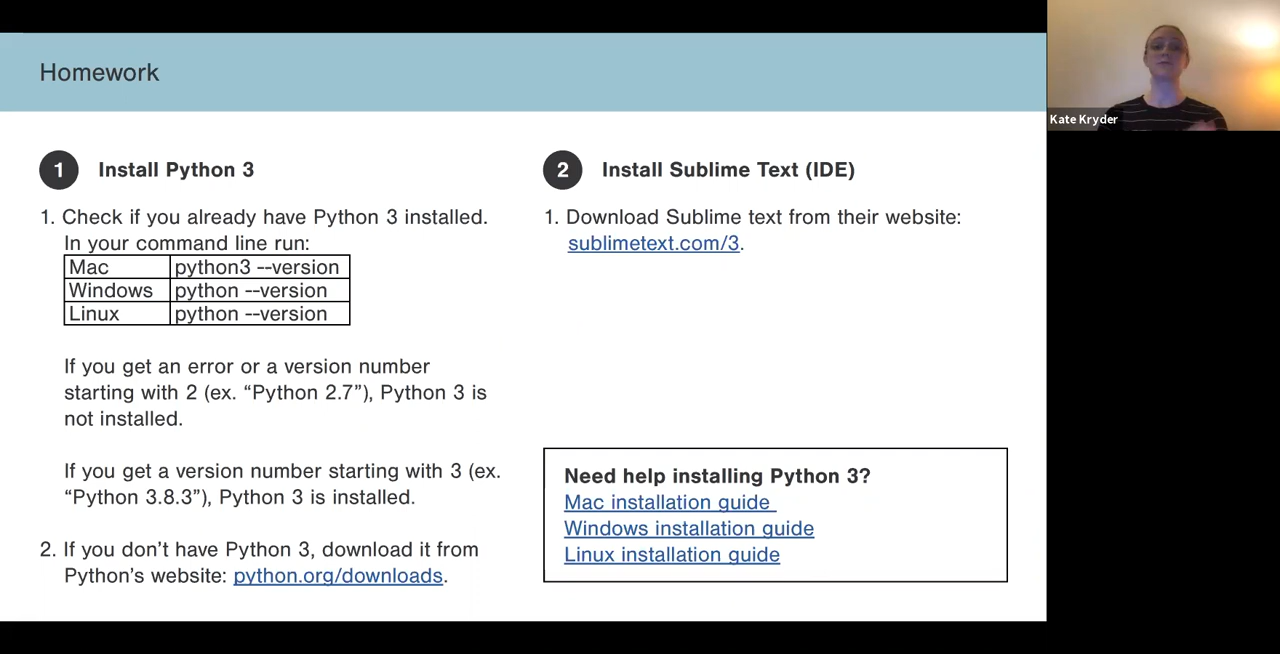 Homework
Kate Kryder
1 Install Python 3
1. Check if you already have Python 3 installed.
In your command line run:
Mac python3 --version
Windows python --version
Linux python --version
If you get an error or a version number
starting with 2 (ex. “Python 2.7”), Python 3 is
not installed.
If you get a version number starting with 3 (ex.
“Python 3.8.3”), Python 3 is installed.
2. If you don’t have Python 3, download it from
Python’s website: python.org/downloads.
2 Install Sublime Text (IDE)
1. Download Sublime text from their website:
sublimetext.com/3.
Need help installing Python 3?
Mac installation guide
Windows installation guide
Linux installation guide